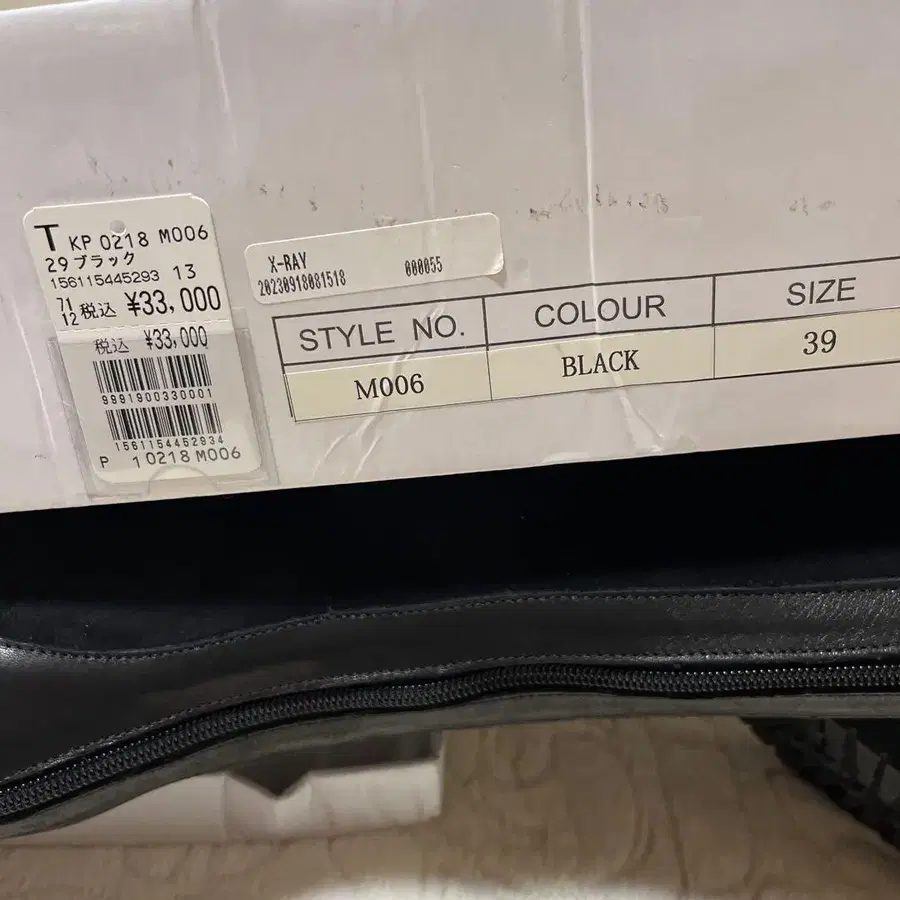 T KP 0218 M006
29 ブラック
156115445293 13
71
12 税込 ¥33,000
税込 ¥33,000
9991900330001
1561154452934
P 10218 M006
X-RAY
20230918081518 000055
STYLE NO. COLOUR SIZE
M006 BLACK 39